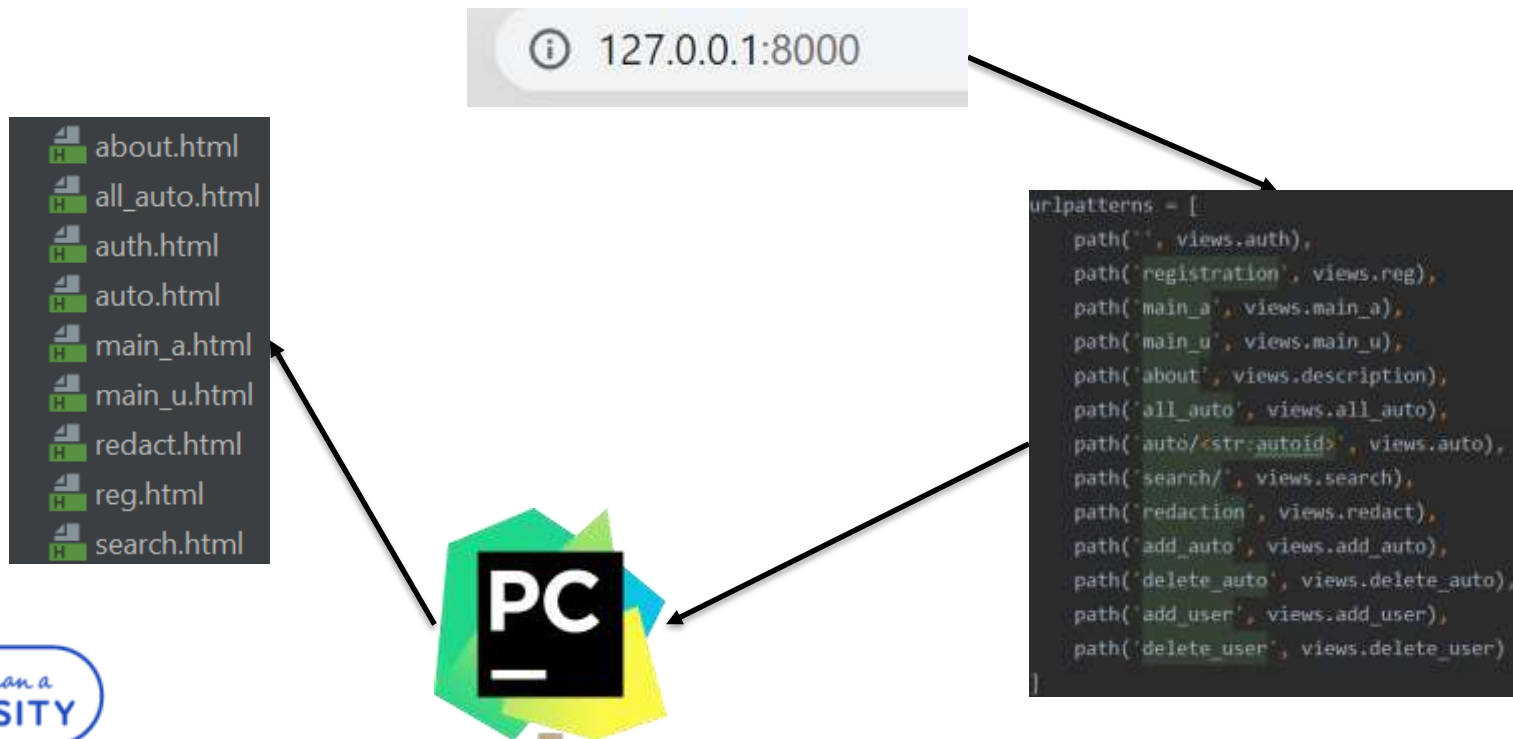 127.0.0.1:8000
about.html
all_auto.html
auth.html
auto.html
main_a.html
main_u.html
redact.html
reg.html
search.html
urlpatterns = [
path('', views.auth),
path('registration', views.reg),
path('main_a', views.main_a),
path('main_u', views.main_u),
path('about', views.description),
path('all_auto', views.all_auto),
path('auto/<str:autoid>', views.auto),
path('search/', views.search),
path('redaction', views.redact),
path('add_auto', views.add_auto),
path('delete_auto', views.delete_auto),
path('add_user', views.add_user),
path('delete_user', views.delete_user)
]
PC
an a
SITY